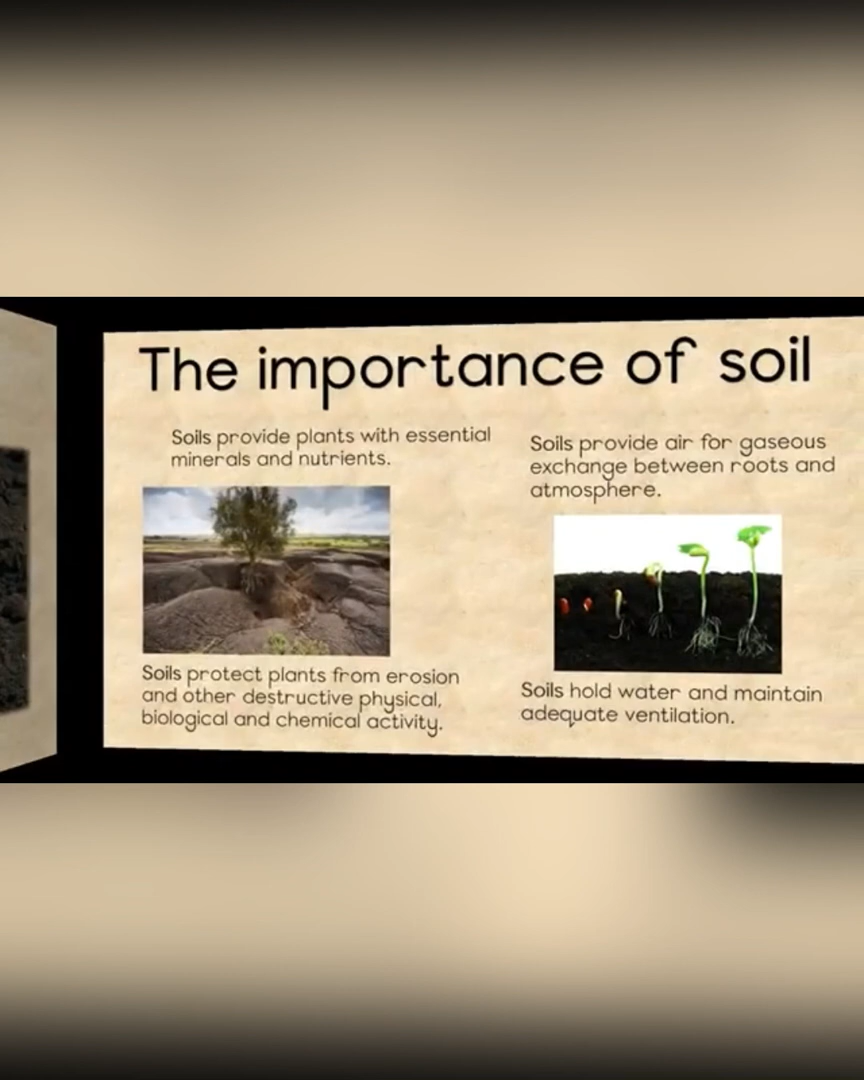 The importance of soil
Soils provide plants with essential
minerals and nutrients.
Soils protect plants from erosion
and other destructive physical,
biological and chemical activity.
Soils provide air for gaseous
exchange between roots and
atmosphere.
Soils hold water and maintain
adequate ventilation.